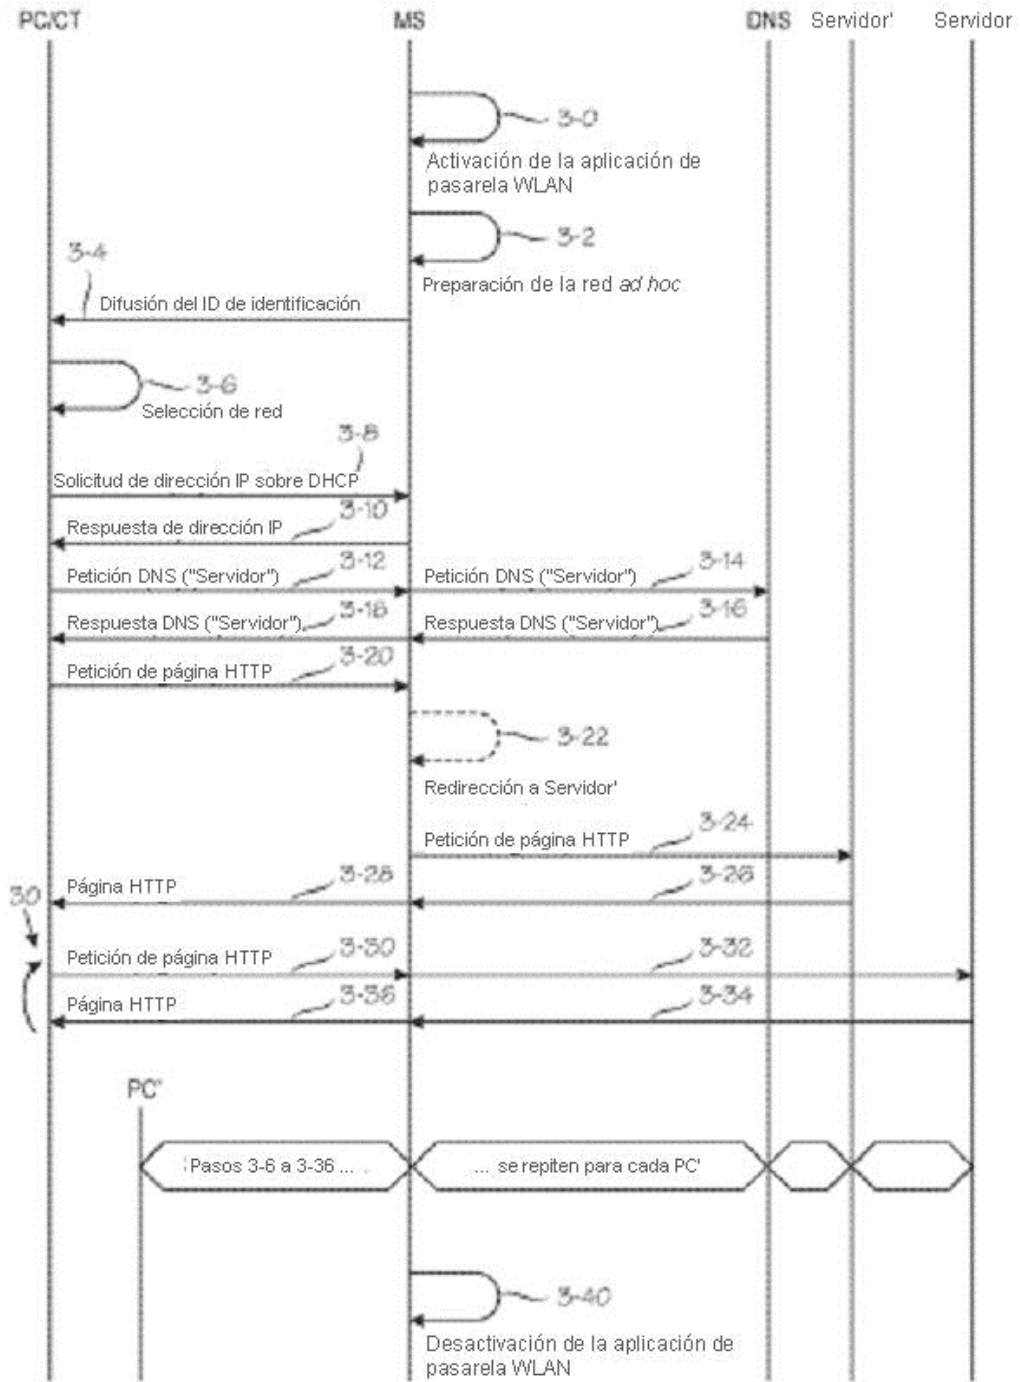 PC/CT MS DNS Servidor' Servidor
3-0
Activación de la aplicación de
pasarela WLAN
3-2
Preparación de la red ad hoc
3-4
Difusión del ID de identificación
3-6
Selección de red
3-8
Solicitud de dirección IP sobre DHCP
3-10
Respuesta de dirección IP
3-12 3-14
Petición DNS ("Servidor") Petición DNS ("Servidor")
3-18 3-16
Respuesta DNS ("Servidor") Respuesta DNS ("Servidor")
3-20
Petición de página HTTP
3-22
Redirección a Servidor'
3-24
Petición de página HTTP
3-28 3-26
Página HTTP
30
3-30 3-32
Petición de página HTTP
3-36 3-34
Página HTTP
PC'
Pasos 3-6 a 3-36 ... ... se repiten para cada PC'
3-40
Desactivación de la aplicación de
pasarela WLAN